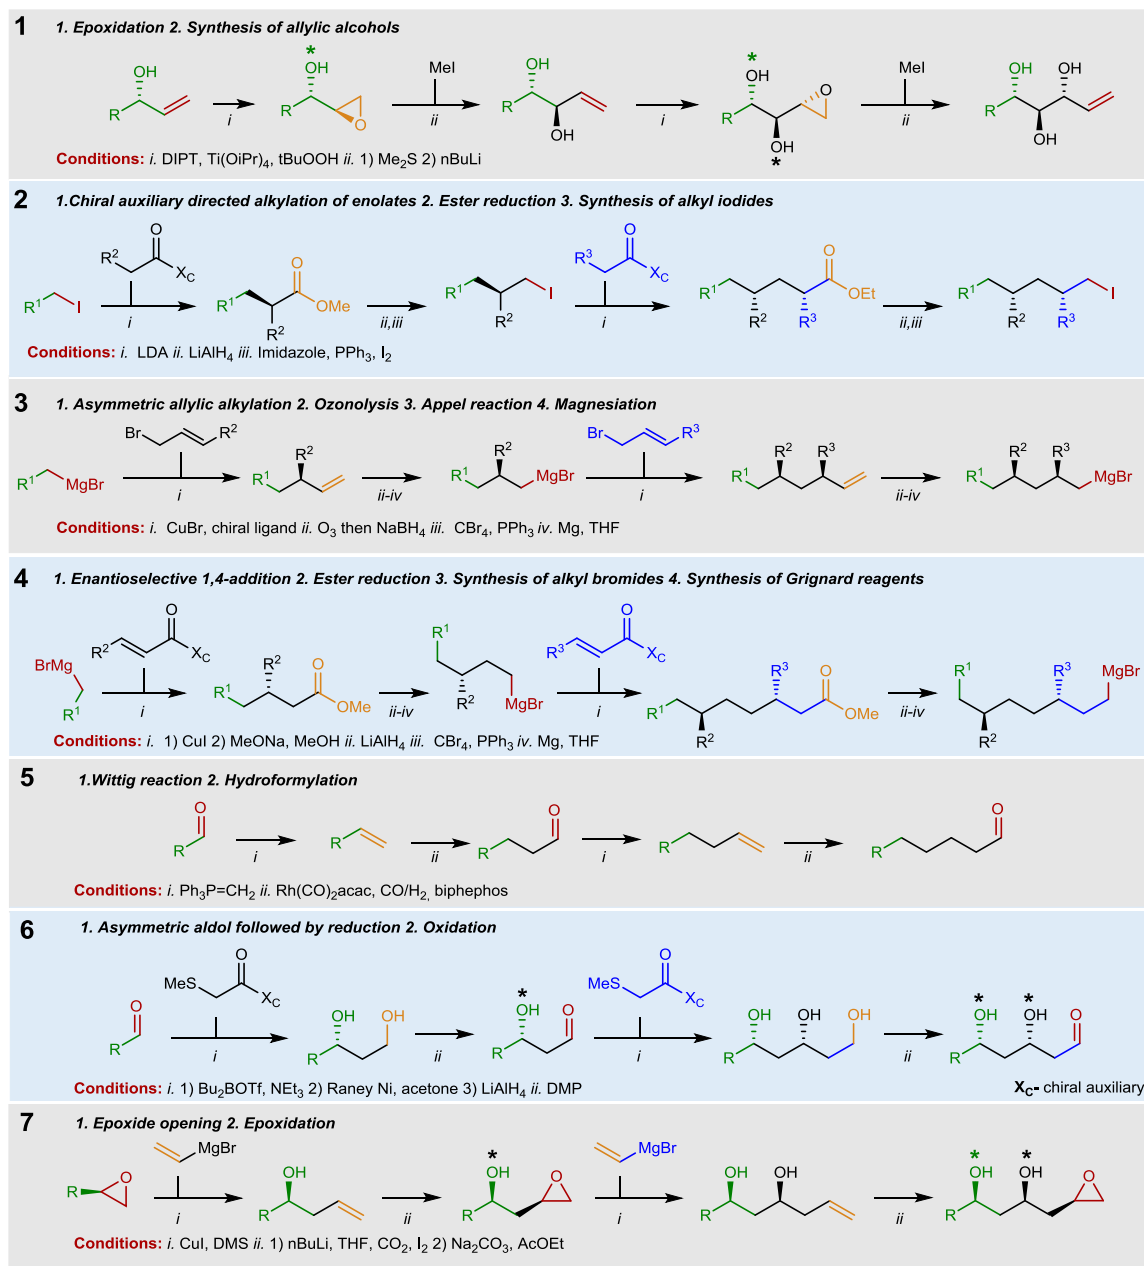 1 1. Epoxidation 2. Synthesis of allylic alcohols
OH
R
i
*
OH
R
O
MeI
ii
OH
R
OH
i
*
OH
R
OH
*
O
MeI
ii
OH OH
R
OH
Conditions: i. DIPT, Ti(OiPr)4, tBuOOH ii. 1) Me2S 2) nBuLi
2 1.Chiral auxiliary directed alkylation of enolates 2. Ester reduction 3. Synthesis of alkyl iodides
R1 I
O
R2 XC
i
O
R1 OMe
R2
ii,iii
R1 I
R2
O
R3 XC
i
O
R1 OEt
R2 R3
ii,iii
R1 I
R2 R3
Conditions: i. LDA ii. LiAlH4 iii. Imidazole, PPh3, I2
3 1. Asymmetric allylic alkylation 2. Ozonolysis 3. Appel reaction 4. Magnesiation
R1 MgBr
Br R2
i
R2
R1
ii-iv
R2
R1 MgBr
Br R3
i
R2 R3
R1
ii-iv
R2 R3
R1 MgBr
Conditions: i. CuBr, chiral ligand ii. O3 then NaBH4 iii. CBr4, PPh3 iv. Mg, THF
4 1. Enantioselective 1,4-addition 2. Ester reduction 3. Synthesis of alkyl bromides 4. Synthesis of Grignard reagents
BrMg
R1
O
R2 XC
i
R2 O
R1 OMe
ii-iv
R1
R2 MgBr
O
R3 XC
i
R3 O
R1 OMe
R2
ii-iv
R1 R3 MgBr
R2
Conditions: i. 1) CuI 2) MeONa, MeOH ii. LiAlH4 iii. CBr4, PPh3 iv. Mg, THF
5 1.Wittig reaction 2. Hydroformylation
O
R
i
R
ii
O
R
i
R
ii
O
R
Conditions: i. Ph3P=CH2 ii. Rh(CO)2acac, CO/H2, biphephos
6 1. Asymmetric aldol followed by reduction 2. Oxidation
O
R
O
MeS XC
i
OH OH
R
ii
*
OH O
R
O
MeS XC
i
OH OH OH
R
ii
* *
OH OH O
R
Conditions: i. 1) Bu2BOTf, NEt3 2) Raney Ni, acetone 3) LiAlH4 ii. DMP
XC- chiral auxiliary
7 1. Epoxide opening 2. Epoxidation
R O
MgBr
i
OH
R
ii
*
OH O
R
MgBr
i
OH OH
R
ii
* *
OH OH O
R
Conditions: i. CuI, DMS ii. 1) nBuLi, THF, CO2, I2 2) Na2CO3, AcOEt